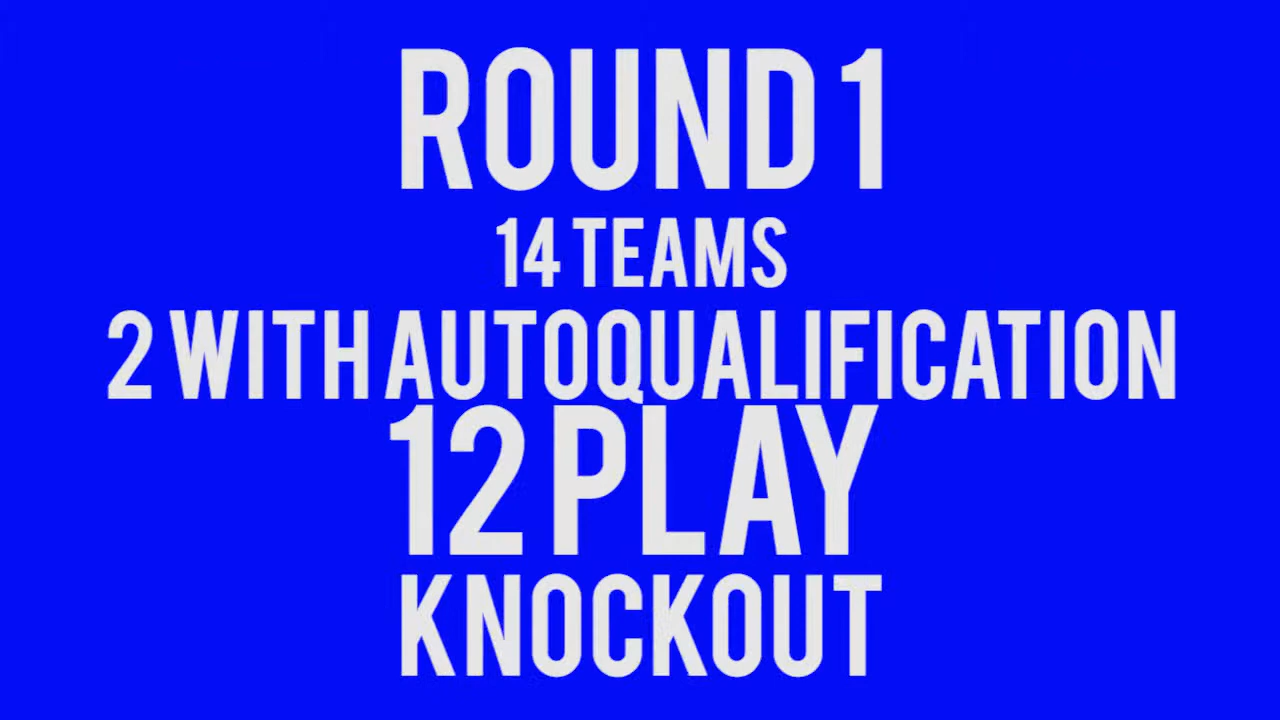 ROUND 1
14 TEAMS
2 WITH AUTOQUALIFICATION
12 PLAY
KNOCKOUT